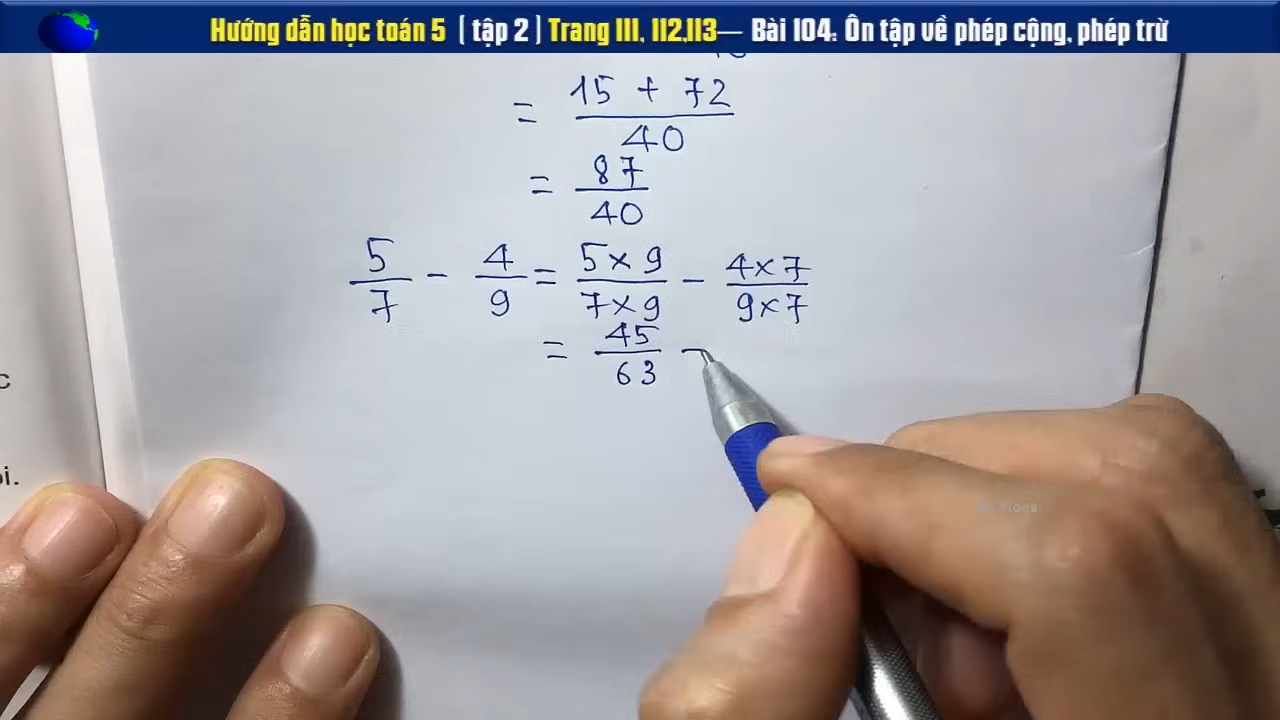 Hướng dẫn học toán 5 ( tập 2 ) Trang 111, 112,113— Bài 104: Ôn tập về phép cộng, phép trừ
= 15 + 72 / 40
= 87 / 40
5/7 - 4/9 = 5 × 9 / 7 × 9 - 4 × 7 / 9 × 7
= 45 / 63 -